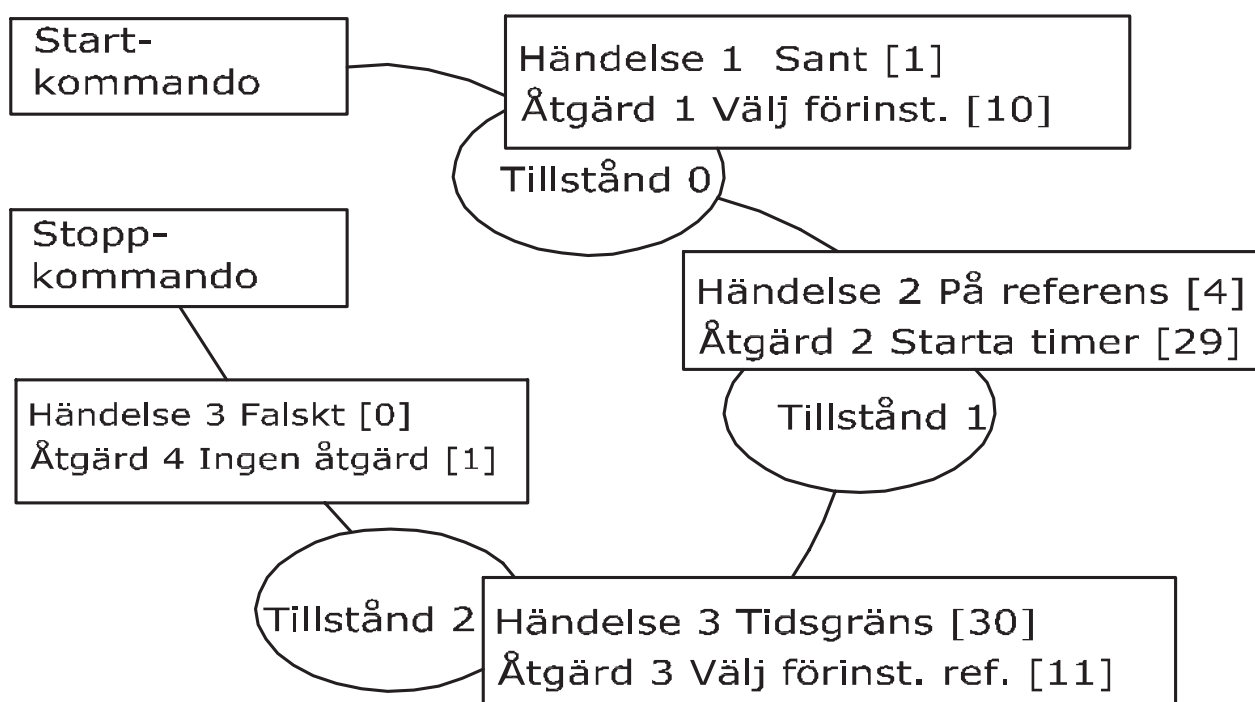 Start-
kommando
Händelse 1  Sant [1]
Åtgärd 1 Välj förinst. [10]
Tillstånd 0
Stopp-
kommando
Händelse 2 På referens [4]
Åtgärd 2 Starta timer [29]
Tillstånd 1
Händelse 3 Falskt [0]
Åtgärd 4 Ingen åtgärd [1]
Tillstånd 2
Händelse 3 Tidsgräns [30]
Åtgärd 3 Välj förinst. ref. [11]